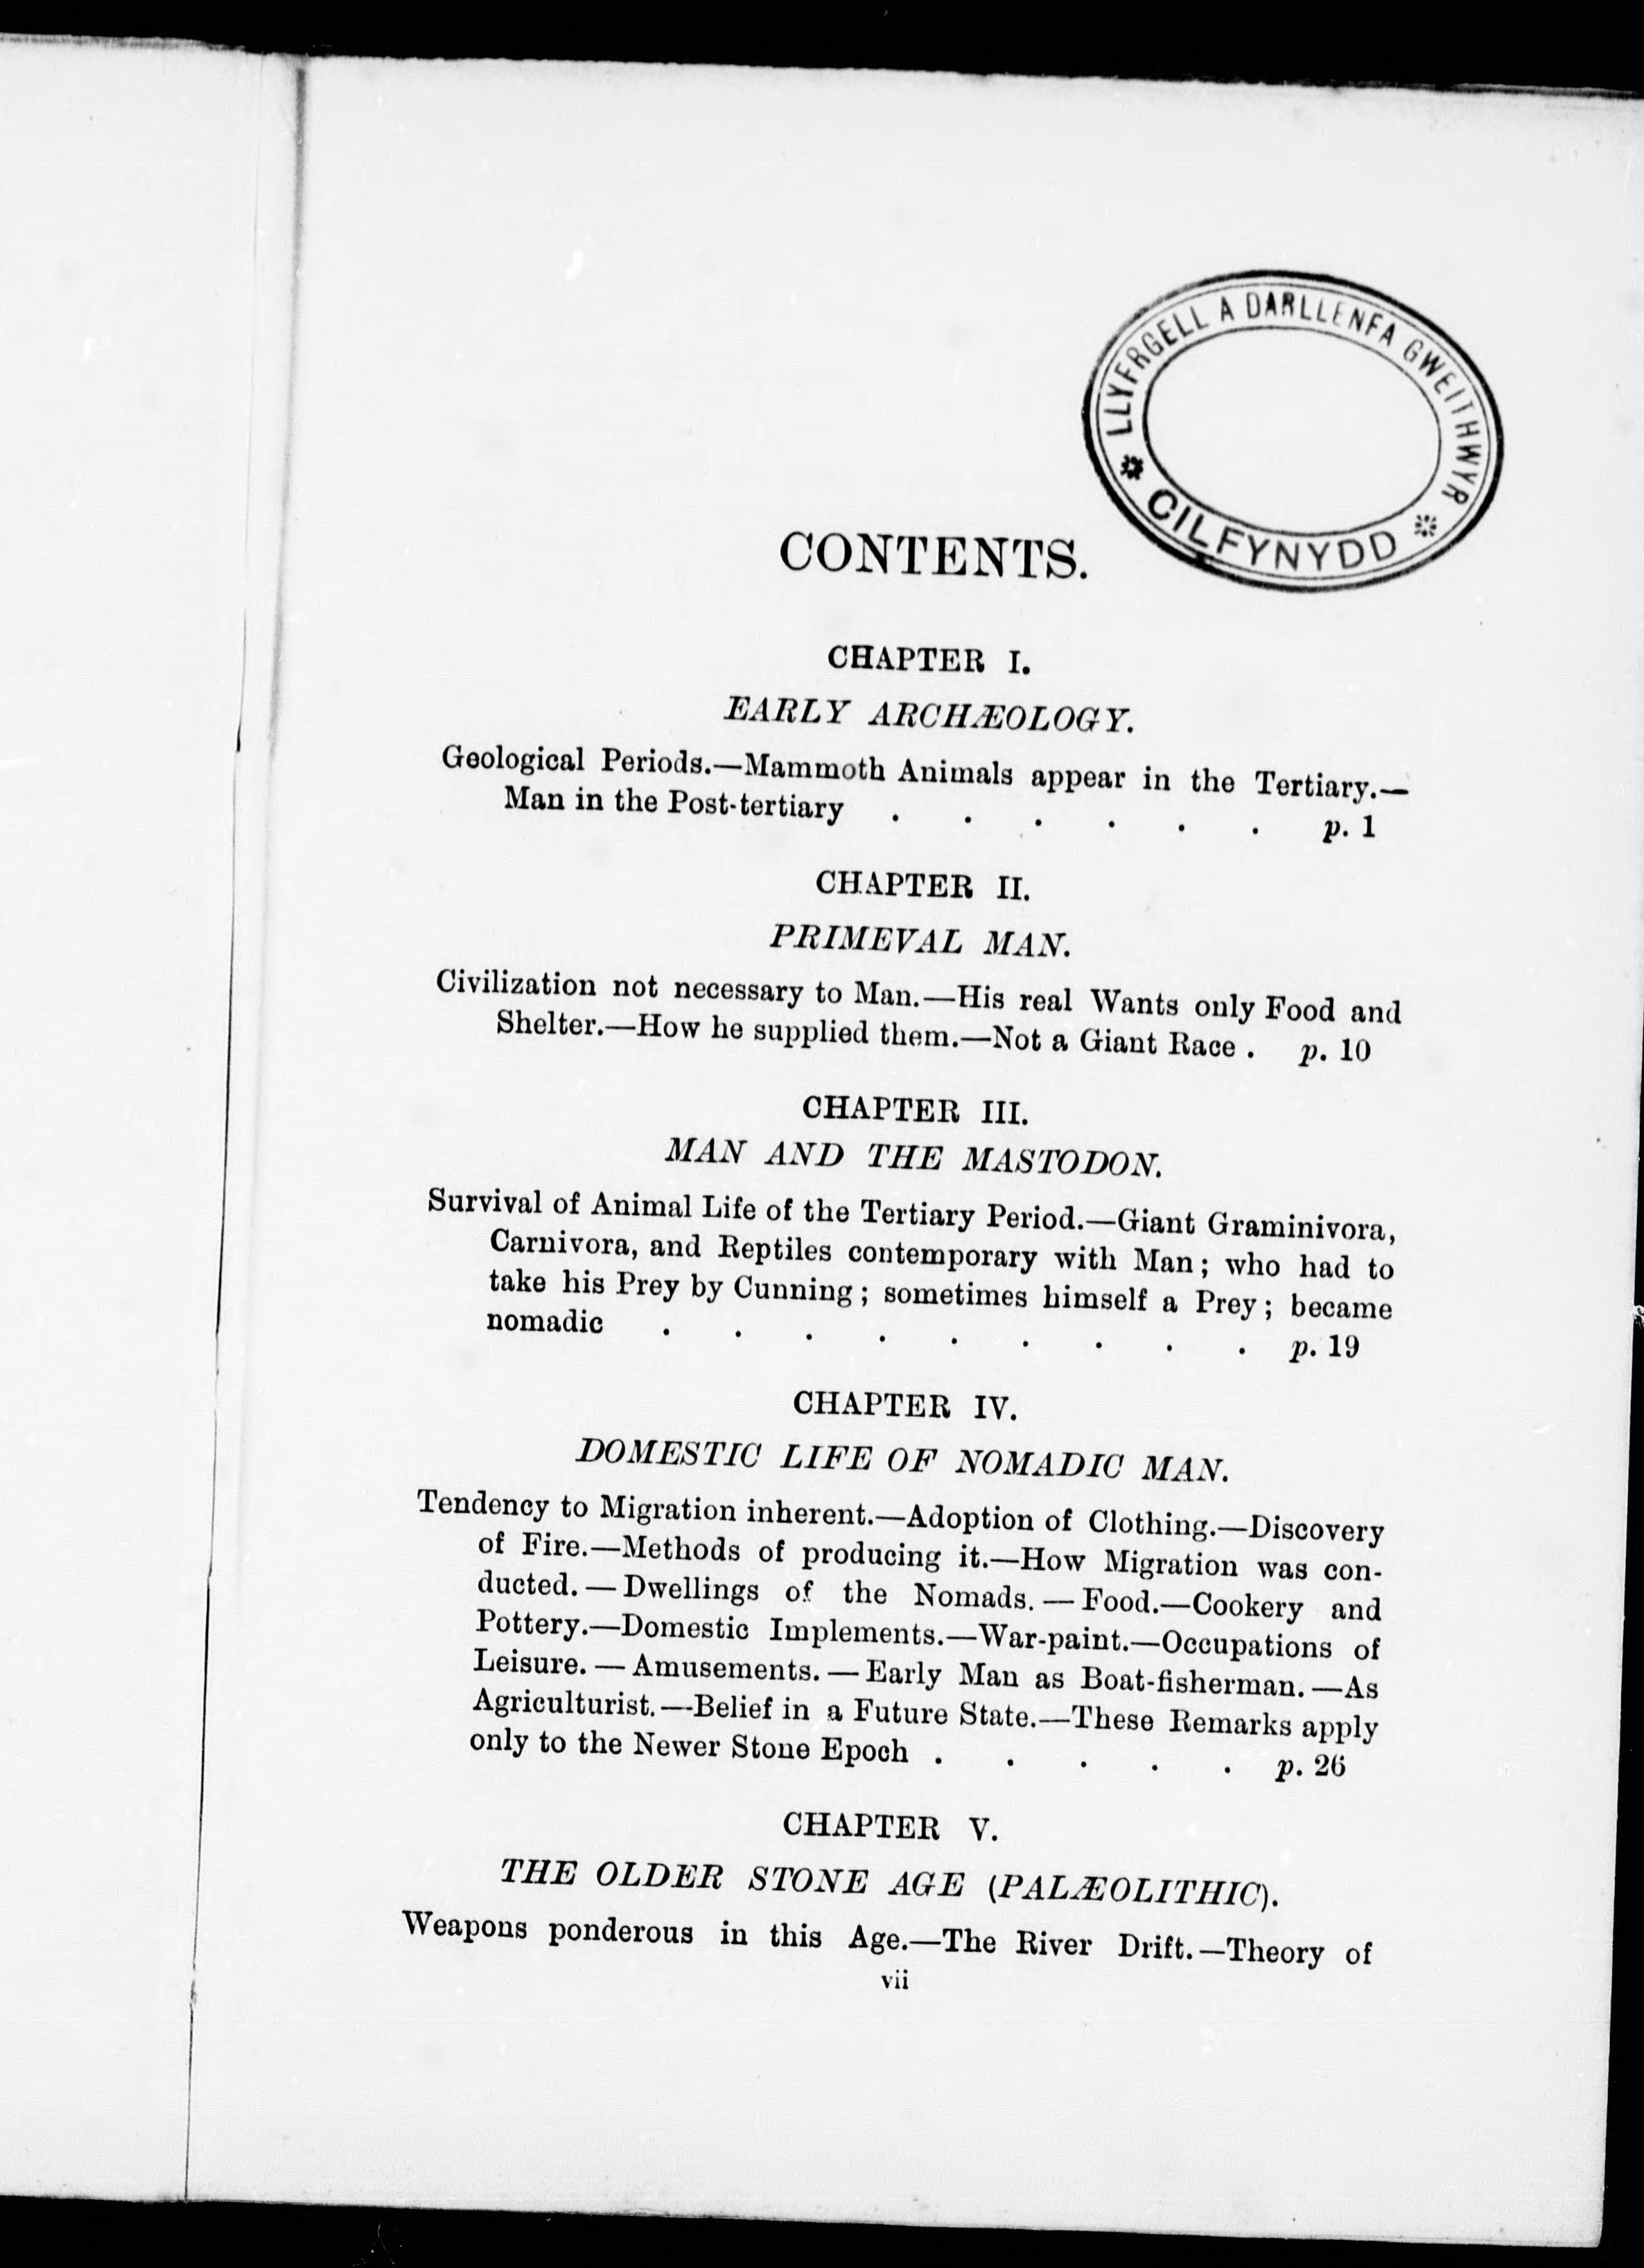 LLYFRGELL A DARLLENFA GWEITHWYR
* CILFYNYDD *
CONTENTS.
CHAPTER I.
EARLY ARCHÆOLOGY.
Geological Periods.—Mammoth Animals appear in the Tertiary.—
Man in the Post-tertiary . . . . . . p. 1
CHAPTER II.
PRIMEVAL MAN.
Civilization not necessary to Man.—His real Wants only Food and
Shelter.—How he supplied them.—Not a Giant Race . p. 10
CHAPTER III.
MAN AND THE MASTODON.
Survival of Animal Life of the Tertiary Period.—Giant Graminivora,
Carnivora, and Reptiles contemporary with Man; who had to
take his Prey by Cunning; sometimes himself a Prey; became
nomadic . . . . . . . . . p. 19
CHAPTER IV.
DOMESTIC LIFE OF NOMADIC MAN.
Tendency to Migration inherent.—Adoption of Clothing.—Discovery
of Fire.—Methods of producing it.—How Migration was con-
ducted.—Dwellings of the Nomads.—Food.—Cookery and
Pottery.—Domestic Implements.—War-paint.—Occupations of
Leisure.—Amusements.—Early Man as Boat-fisherman.—As
Agriculturist.—Belief in a Future State.—These Remarks apply
only to the Newer Stone Epoch . . . . . p. 26
CHAPTER V.
THE OLDER STONE AGE (PALÆOLITHIC).
Weapons ponderous in this Age.—The River Drift.—Theory of
vii